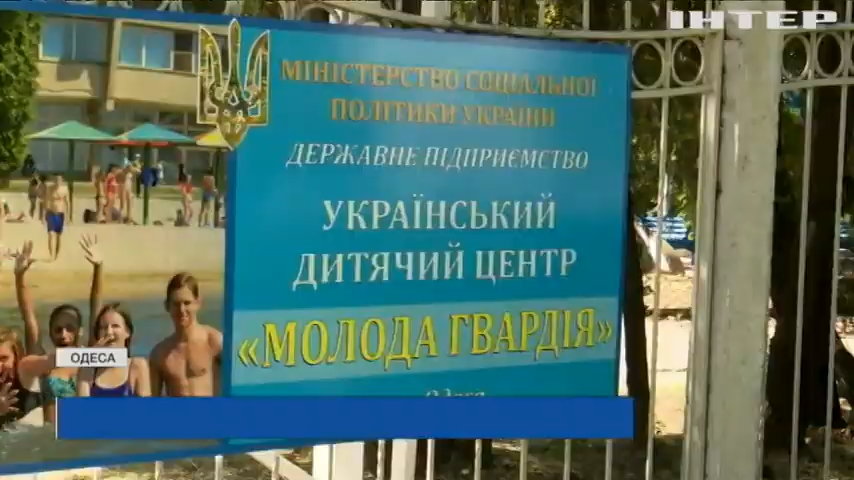 ІНТЕР
МІНІСТЕРСТВО СОЦІАЛЬНОЇ
ПОЛІТИКИ УКРАЇНИ
ДЕРЖАВНЕ ПІДПРИЄМСТВО
УКРАЇНСЬКИЙ
ДИТЯЧИЙ ЦЕНТР
«МОЛОДА ГВАРДІЯ»
ОДЕСА